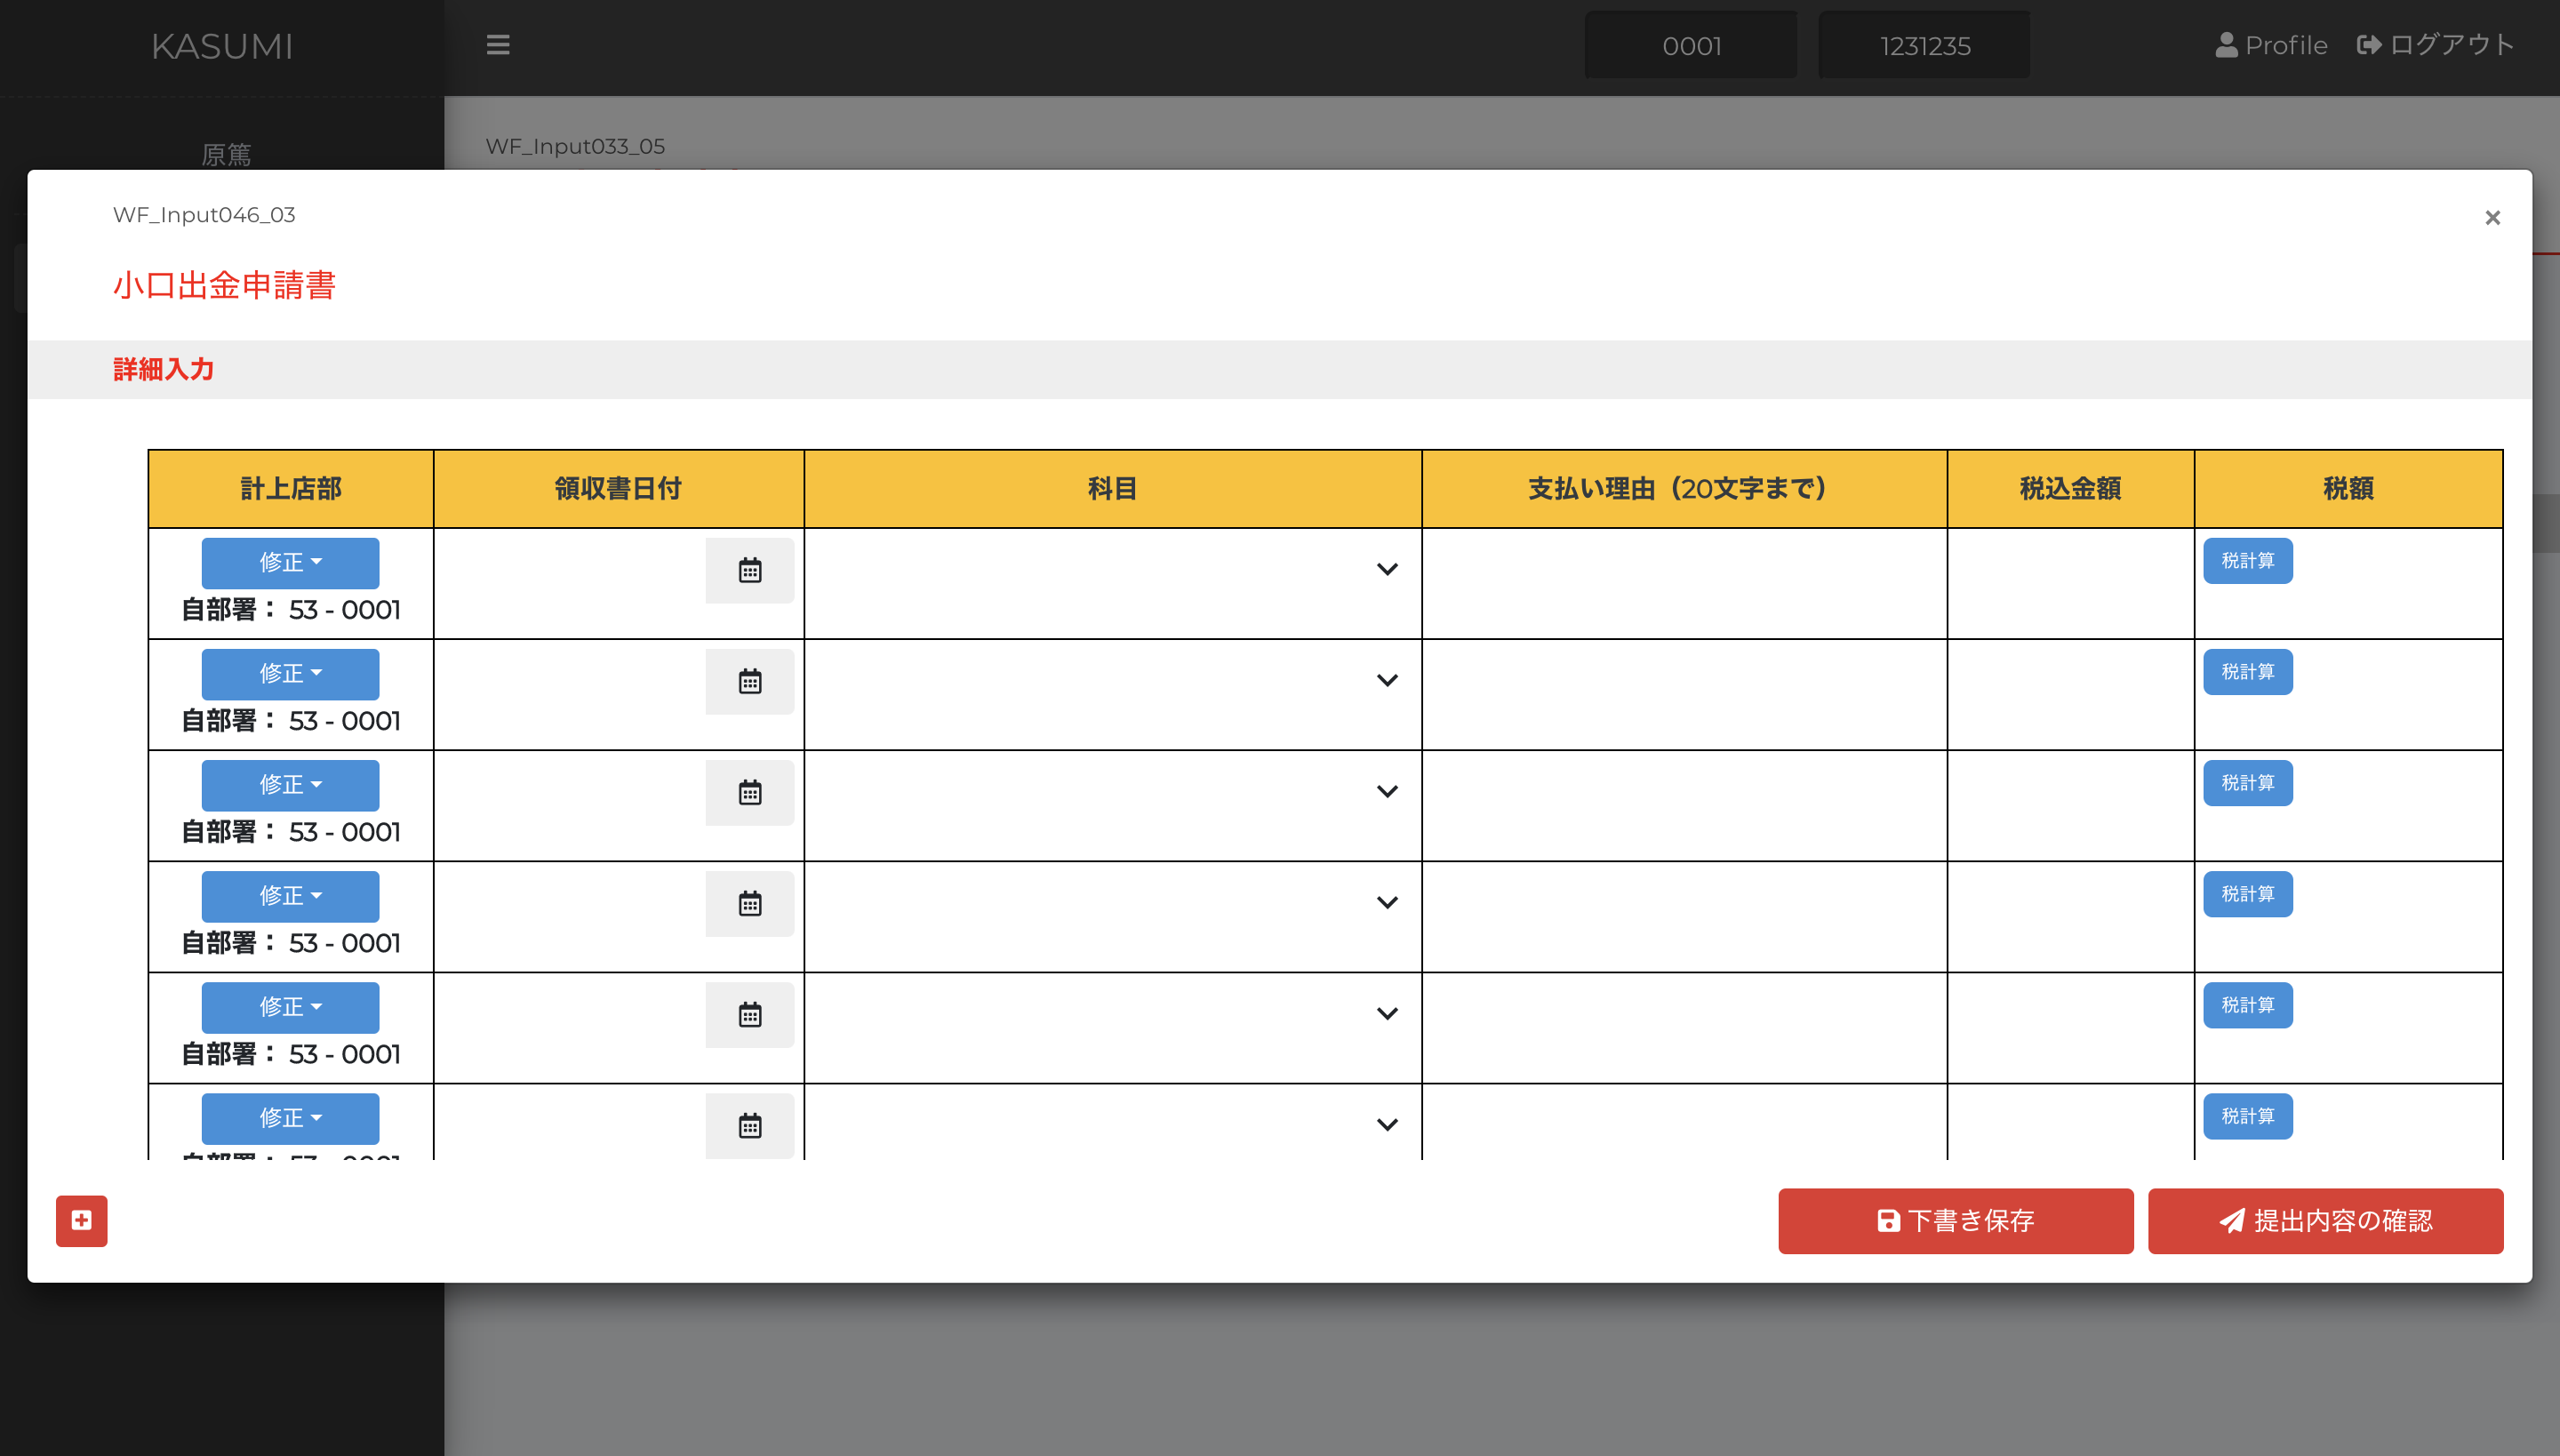 KASUMI
0001
1231235
Profile
ログアウト
原篤
WF_Input033_05
WF_Input046_03
×
小口出金申請書
詳細入力
計上店部 領収書日付 科目 支払い理由（20文字まで） 税込金額 税額
修正 税計算
自部署： 53 - 0001
修正 税計算
自部署： 53 - 0001
修正 税計算
自部署： 53 - 0001
修正 税計算
自部署： 53 - 0001
修正 税計算
自部署： 53 - 0001
修正 税計算
自部署： 53 - 0001
下書き保存
提出内容の確認